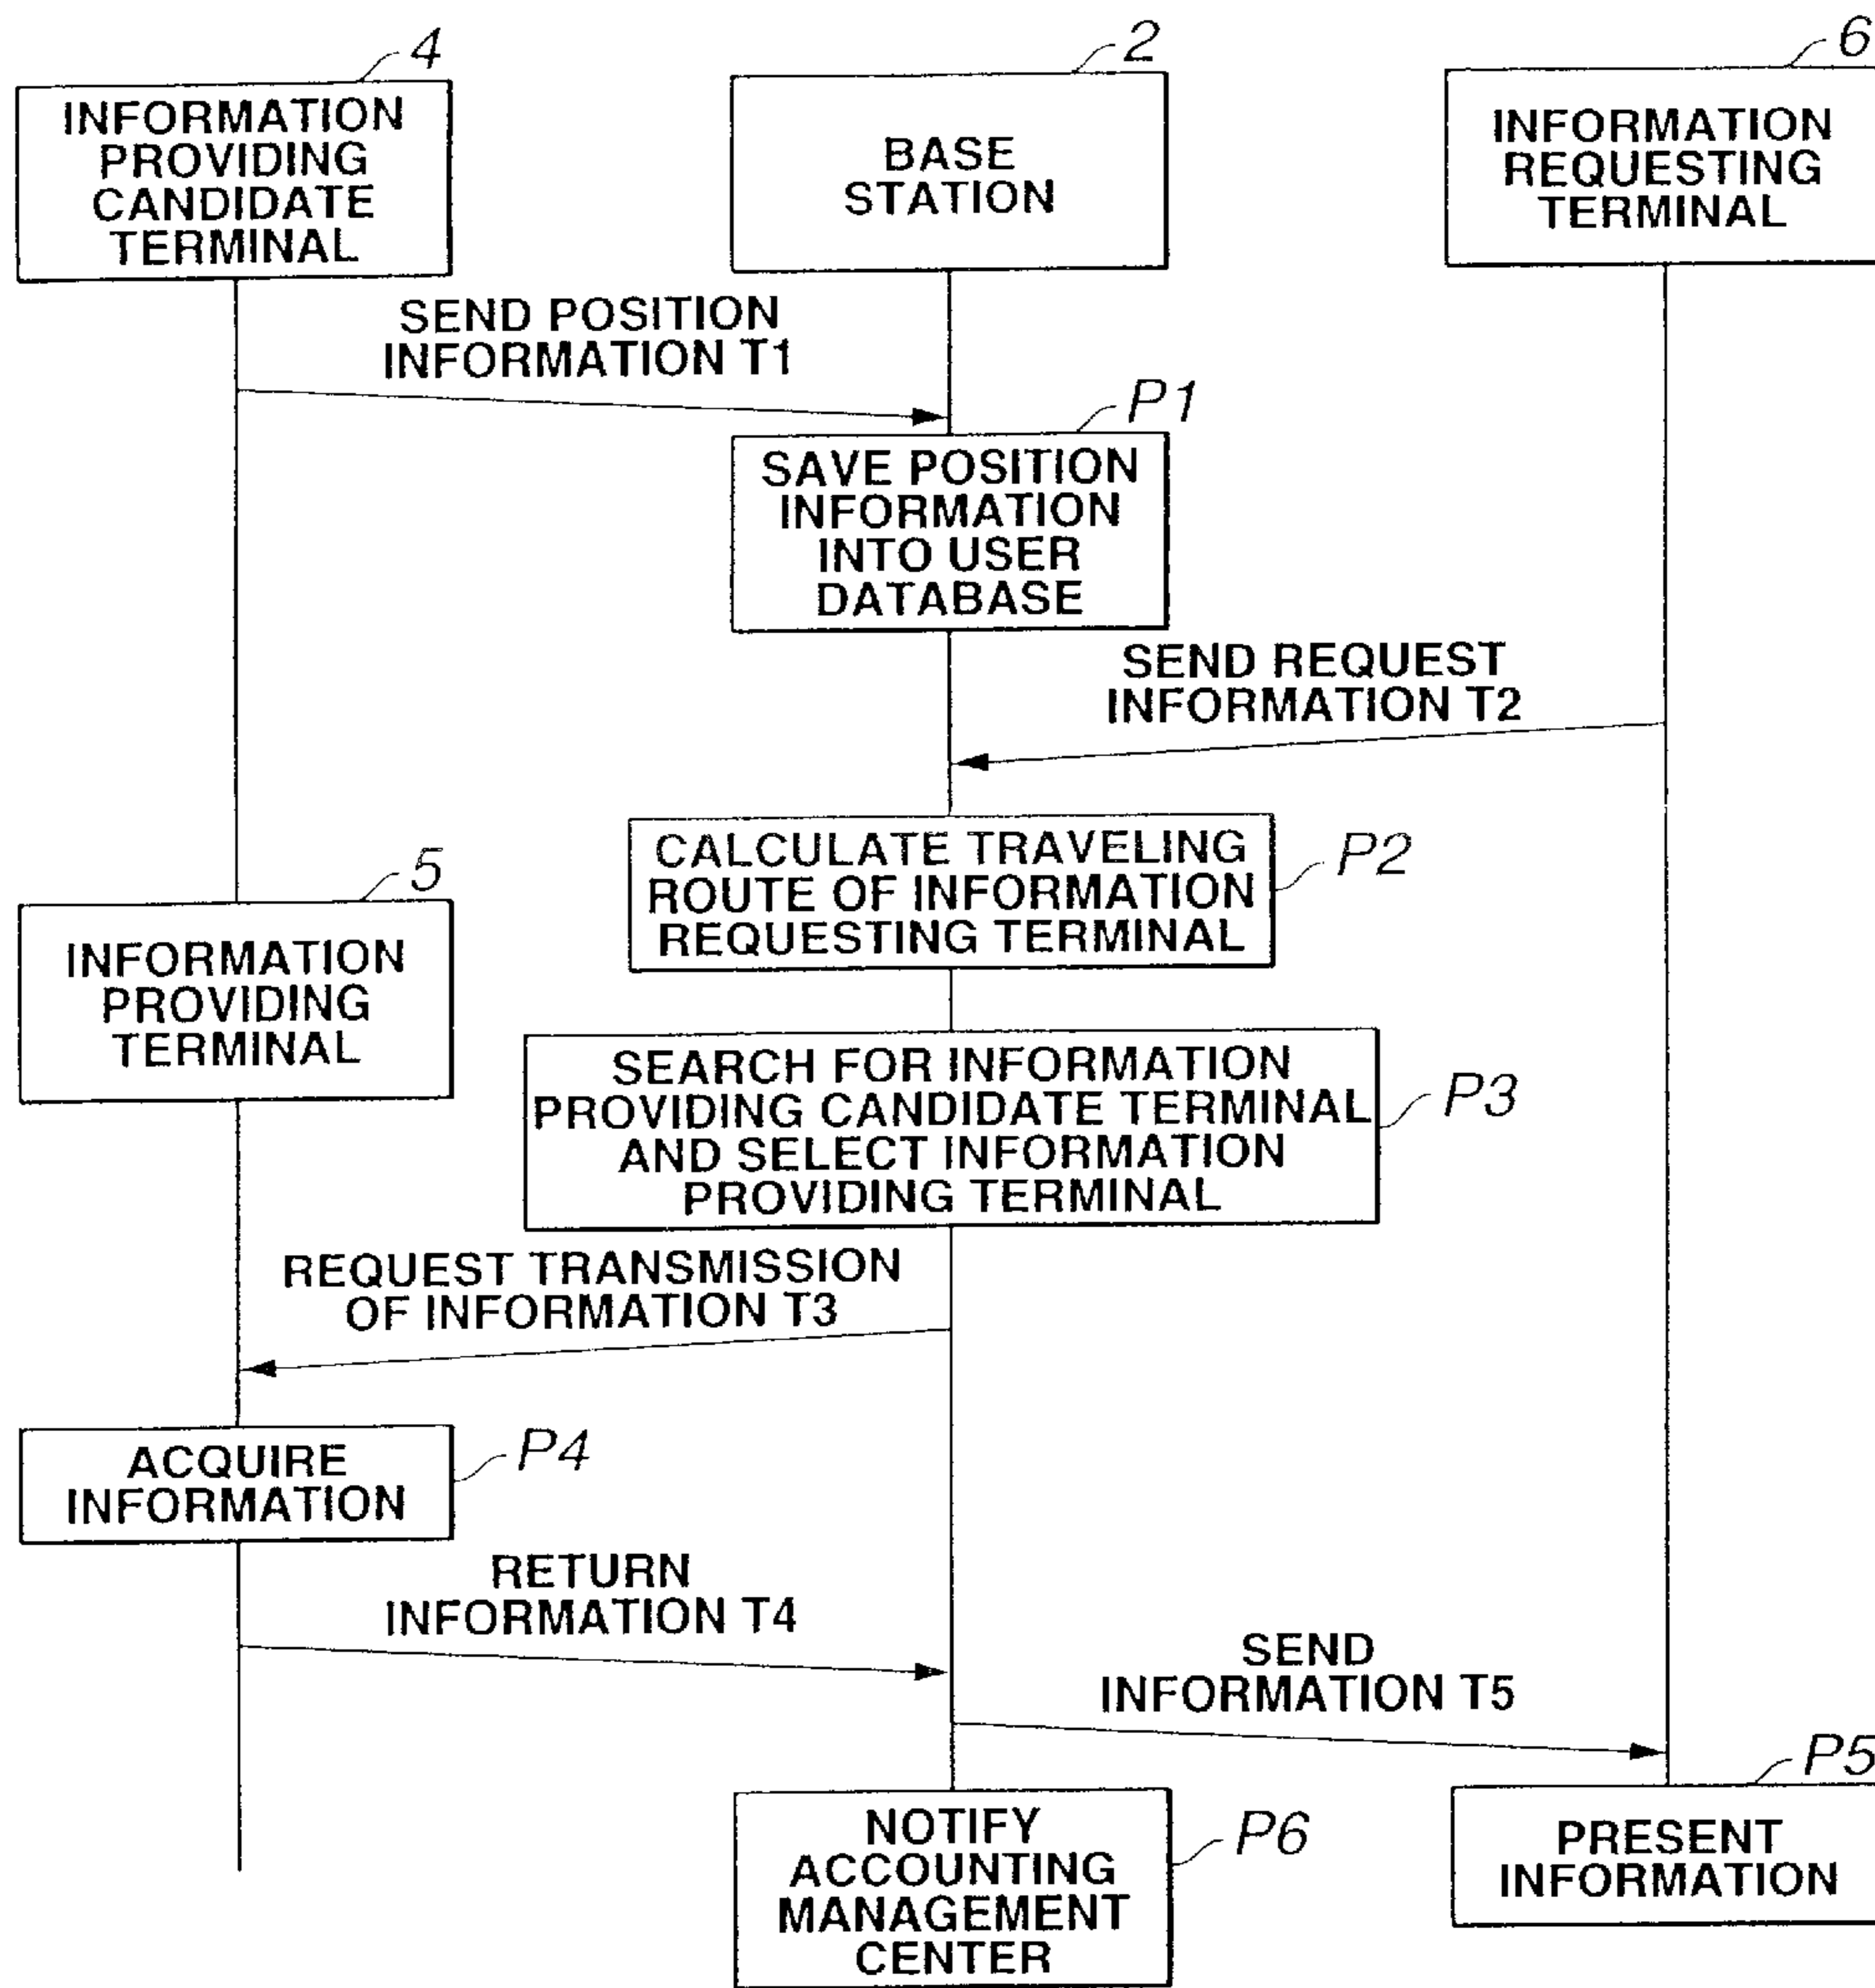 4
INFORMATION
PROVIDING
CANDIDATE
TERMINAL
2
BASE
STATION
6
INFORMATION
REQUESTING
TERMINAL
SEND POSITION
INFORMATION T1
P1
SAVE POSITION
INFORMATION
INTO USER
DATABASE
SEND REQUEST
INFORMATION T2
CALCULATE TRAVELING
ROUTE OF INFORMATION
REQUESTING TERMINAL
P2
5
INFORMATION
PROVIDING
TERMINAL
SEARCH FOR INFORMATION
PROVIDING CANDIDATE TERMINAL
AND SELECT INFORMATION
PROVIDING TERMINAL
P3
REQUEST TRANSMISSION
OF INFORMATION T3
ACQUIRE
INFORMATION
P4
RETURN
INFORMATION T4
SEND
INFORMATION T5
NOTIFY
ACCOUNTING
MANAGEMENT
CENTER
P6
P5
PRESENT
INFORMATION